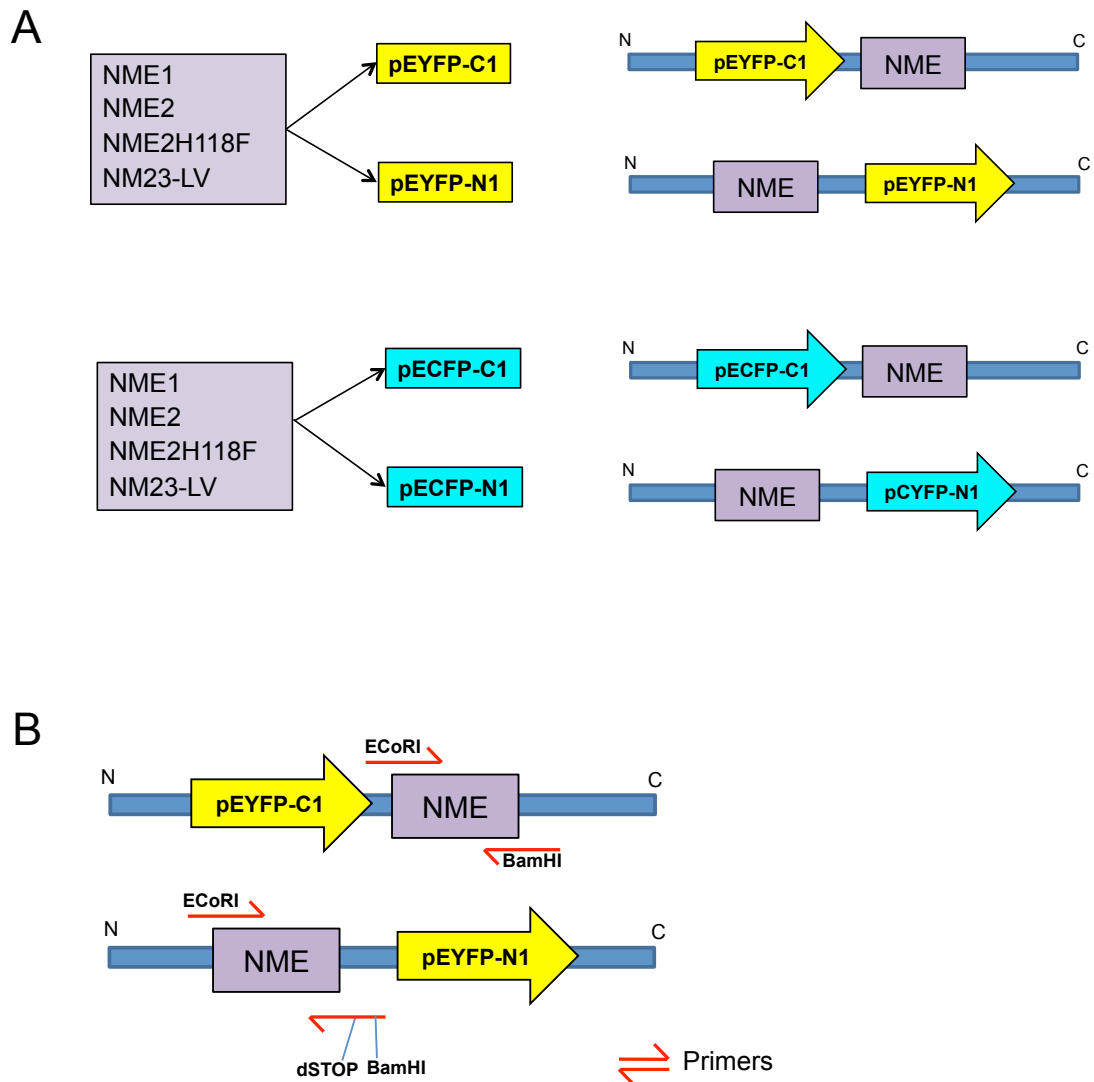 A
NME1
NME2
NME2H118F
NM23-LV
pEYFP-C1
pEYFP-N1
N
C
pEYFP-C1
NME
N
C
NME
pEYFP-N1
NME1
NME2
NME2H118F
NM23-LV
pECFP-C1
pECFP-N1
N
C
pECFP-C1
NME
N
C
NME
pCYFP-N1
B
N
ECoRI
C
pEYFP-C1
NME
BamHI
N
ECoRI
C
NME
pEYFP-N1
dSTOP
BamHI
Primers